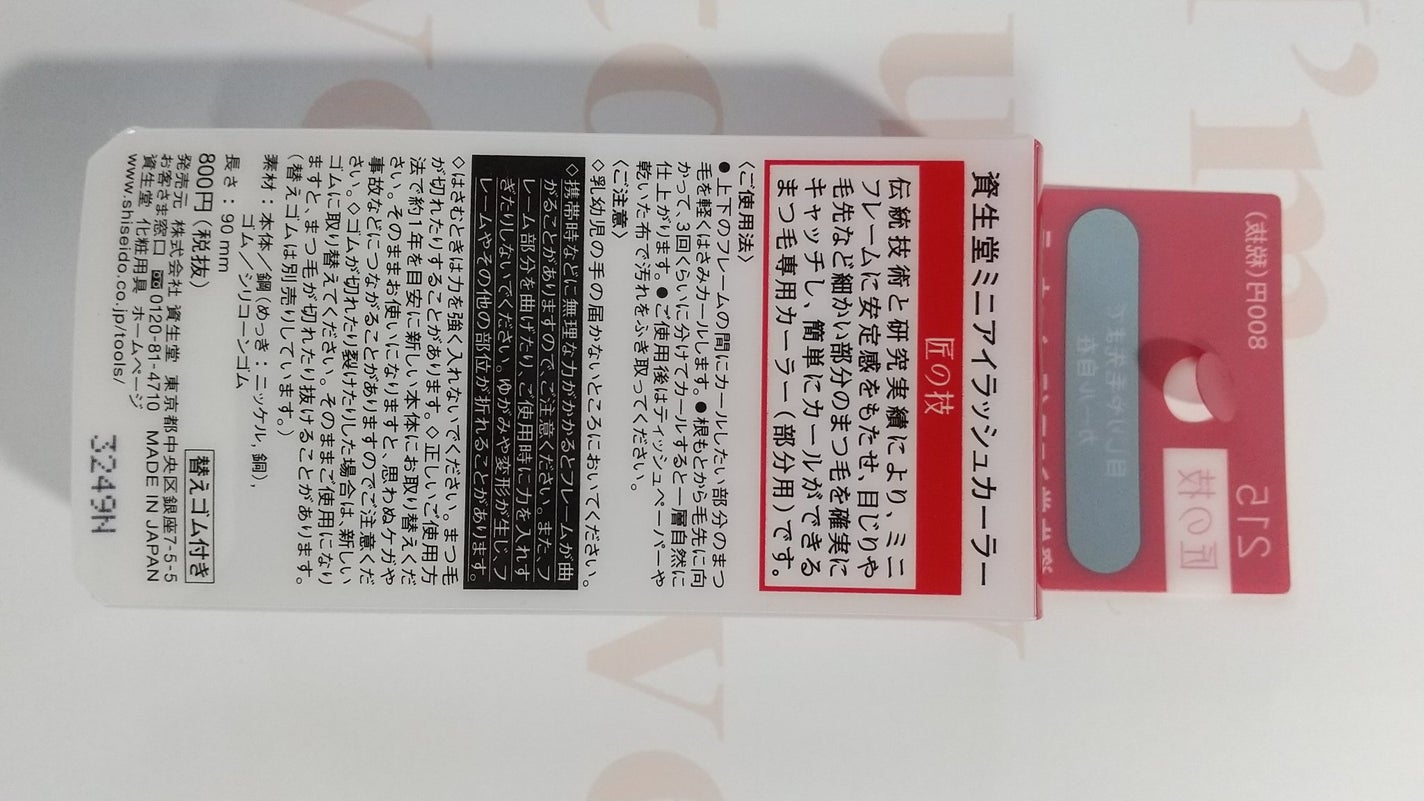 資生堂ミニアイラッシュカーラー
匠の技
伝統技術と研究実績により、ミニ
フレームに安定感をもたせ、目じりや
毛先など細かい部分のまつ毛を確実に
キャッチし、簡単にカールができる
まつ毛専用カーラー（部分用）です。
〈ご使用法〉
●上下のフレームの間にカールしたい部分のまつ
毛を軽くはさみカールします。●根もとから毛先に向
かって、3回くらいに分けてカールすると一層自然に
仕上がります。●ご使用後はティッシュペーパーや
乾いた布で汚れをふき取ってください。
〈ご注意〉
◇乳幼児の手の届かないところにおいてください。
◇携帯時などに無理な力がかかるとフレームが曲
がることがありますのでご注意ください。また、フ
レーム部分を曲げたり、ご使用時に力を入れす
ぎたりしないでください。ゆがみや変形が生じ、フ
レームやその他の部位が折れることがあります。
◇はさむときは力を強く入れないでください。まつ毛
が切れたりすることがあります。◇正しいご使用方
法で約1年を目安に新しい本体にお取り替えくだ
さい。そのままお使いになりますと、思わぬケガや
事故などにつながることがありますのでご注意くだ
さい。◇ゴムが切れたり裂けたりした場合は、新しい
ゴムに取り替えてください。そのままご使用になり
ますと、まつ毛が切れたり抜けることがあります。
（替えゴムは別売りしています。）
素材：本体／鋼（めっき：ニッケル，銅），
ゴム／シリコーンゴム
長さ：90 mm
800円（税抜）
替えゴム付き
発売元 株式会社 資生堂 東京都中央区銀座7-5-5
お客さま窓口 0120-81-4710 MADE IN JAPAN
資生堂 化粧用具 ホームページ
www.shiseido.co.jp/tools/
3249N
215
匠の技
800円(税抜)
I'm